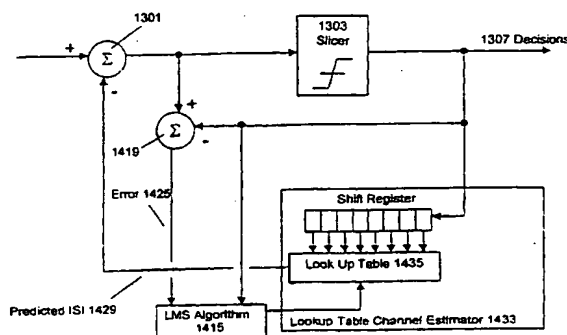 1301
+
Σ
-
1303
Slicer
1307 Decisions
+
Σ
-
1419
Error 1425
Shift Register
Look Up Table 1435
Predicted ISI 1429
LMS Algorithm
1415
Lookup Table Channel Estimator 1433